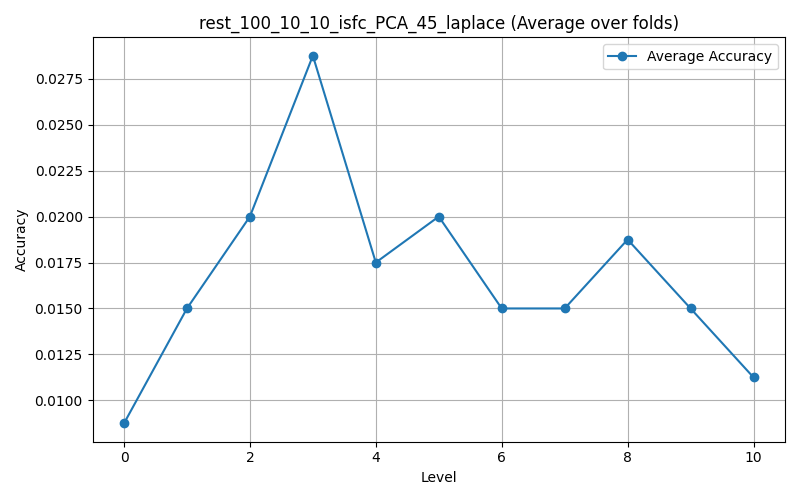 rest_100_10_10_isfc_PCA_45_laplace (Average over folds)
Average Accuracy
0.0275
0.0250
0.0225
0.0200
0.0175
0.0150
0.0125
0.0100
Accuracy
0 2 4 6 8 10
Level